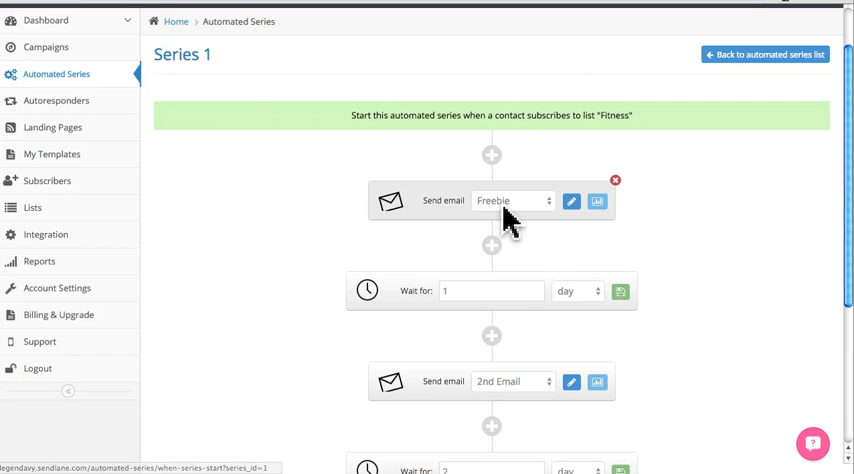 Dashboard
Campaigns
Automated Series
Autoresponders
Landing Pages
My Templates
Subscribers
Lists
Integration
Reports
Account Settings
Billing & Upgrade
Support
Logout
Home > Automated Series
Series 1
Back to automated series list
Start this automated series when a contact subscribes to list "Fitness"
Send email Freebie
Wait for: 1 day
Send email 2nd Email
Wait for: 2 day
legendavy.sendlane.com/automated-series/when-series-start?series_id=1